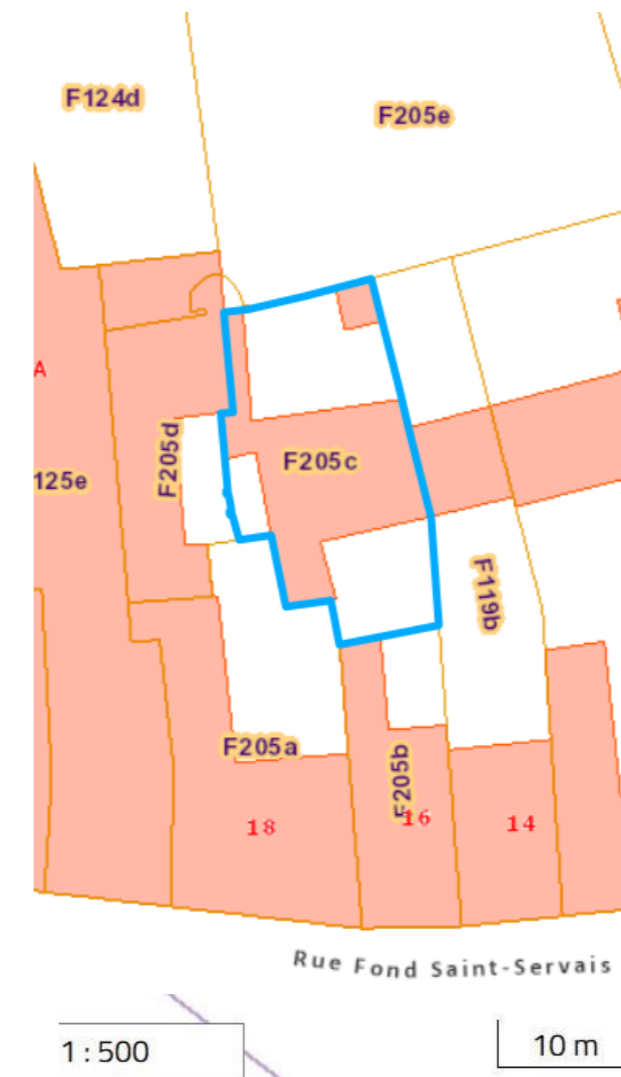 F124d
F205e
A
F205d
F205c
125e
F119b
F205a
F205b
18
16
14
Rue Fond Saint-Servais
1 : 500
10 m